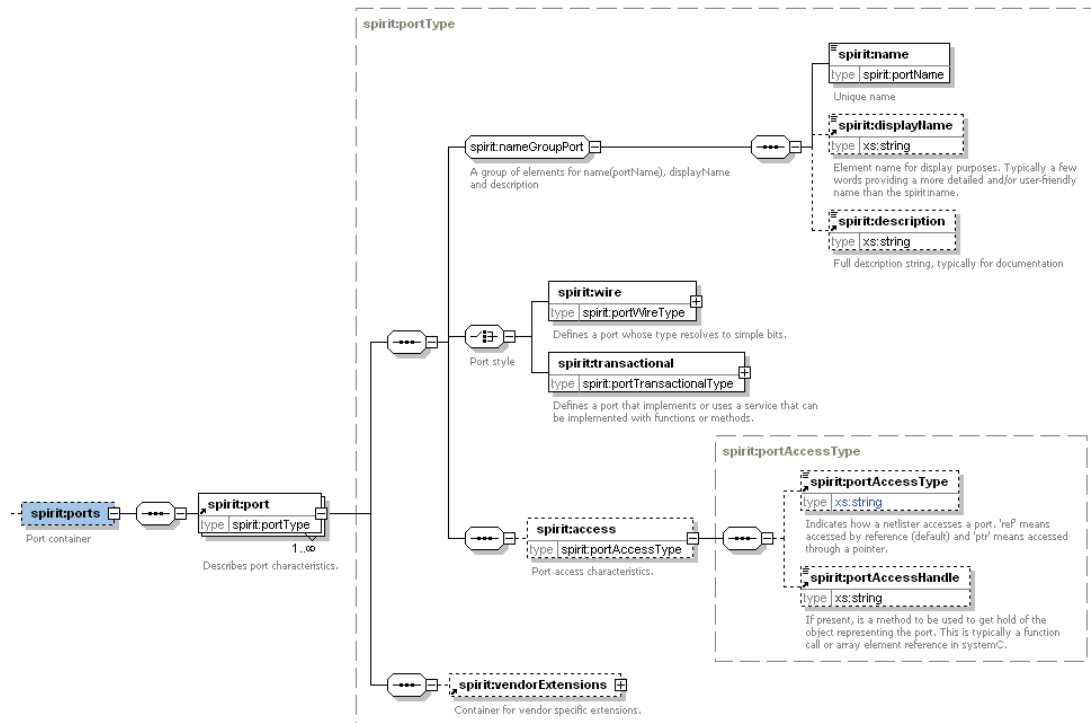 spirit:portType
spirit:name
type spirit:portName
Unique name
spirit:displayName
type xs:string
Element name for display purposes. Typically a few
words providing a more detailed and/or user-friendly
name than the spirit:name.
spirit:description
type xs:string
Full description string, typically for documentation
spirit:nameGroupPort
A group of elements for name(portName), displayName
and description
spirit:wire
type spirit:portWireType
Defines a port whose type resolves to simple bits.
Port style
spirit:transactional
type spirit:portTransactionalType
Defines a port that implements or uses a service that can
be implemented with functions or methods.
spirit:portAccessType
spirit:portAccessType
type xs:string
Indicates how a netlister accesses a port. 'ref' means
accessed by reference (default) and 'ptr' means accessed
through a pointer.
spirit:portAccessHandle
type xs:string
If present, is a method to be used to get hold of the
object representing the port. This is typically a function
call or array element reference in systemC.
spirit:ports
Port container
spirit:port
type spirit:portType
1..∞
Describes port characteristics.
spirit:access
type spirit:portAccessType
Port access characteristics.
spirit:vendorExtensions
Container for vendor specific extensions.